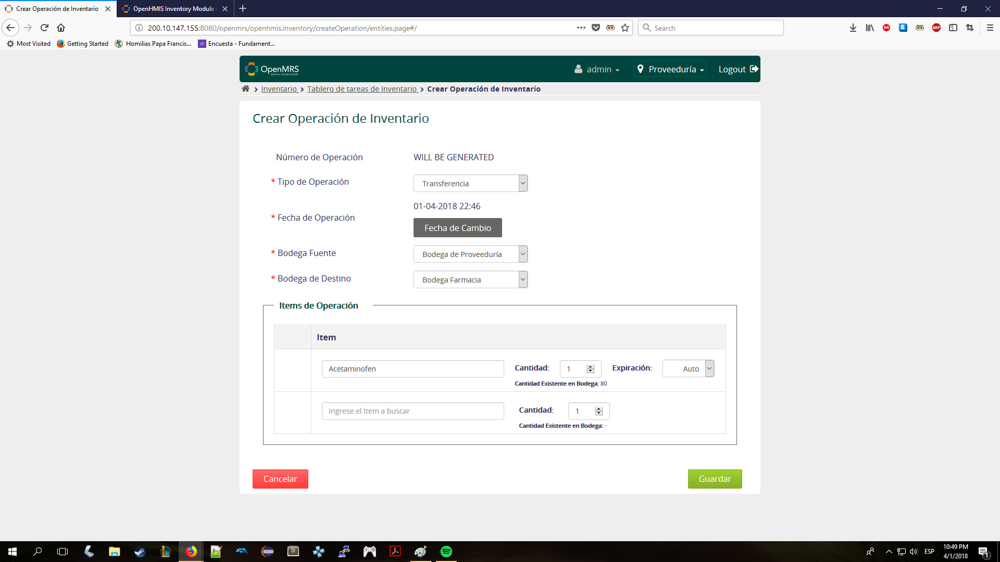 Crear Operación de Inventario
OpenHMIS Inventory Module -
200.10.147.155:8080/openmrs/openhmis.inventory/createOperation/entities.page#/
Search
Most Visited
Getting Started
Homilias Papa Francis...
Encuesta - Fundament...
OpenMRS
MEDICAL RECORD SYSTEM
admin
Proveeduría
Logout
Inventario
Tablero de tareas de Inventario
Crear Operación de Inventario
Crear Operación de Inventario
Número de Operación
WILL BE GENERATED
* Tipo de Operación
Transferencia
01-04-2018 22:46
* Fecha de Operación
Fecha de Cambio
* Bodega Fuente
Bodega de Proveeduría
* Bodega de Destino
Bodega Farmacia
Items de Operación
Item
Acetaminofen
Cantidad:
1
Expiración:
Auto
Cantidad Existente en Bodega: 80
Ingrese el Item a buscar
Cantidad:
1
Cantidad Existente en Bodega: -
Cancelar
Guardar
ESP
10:49 PM
4/1/2018
1